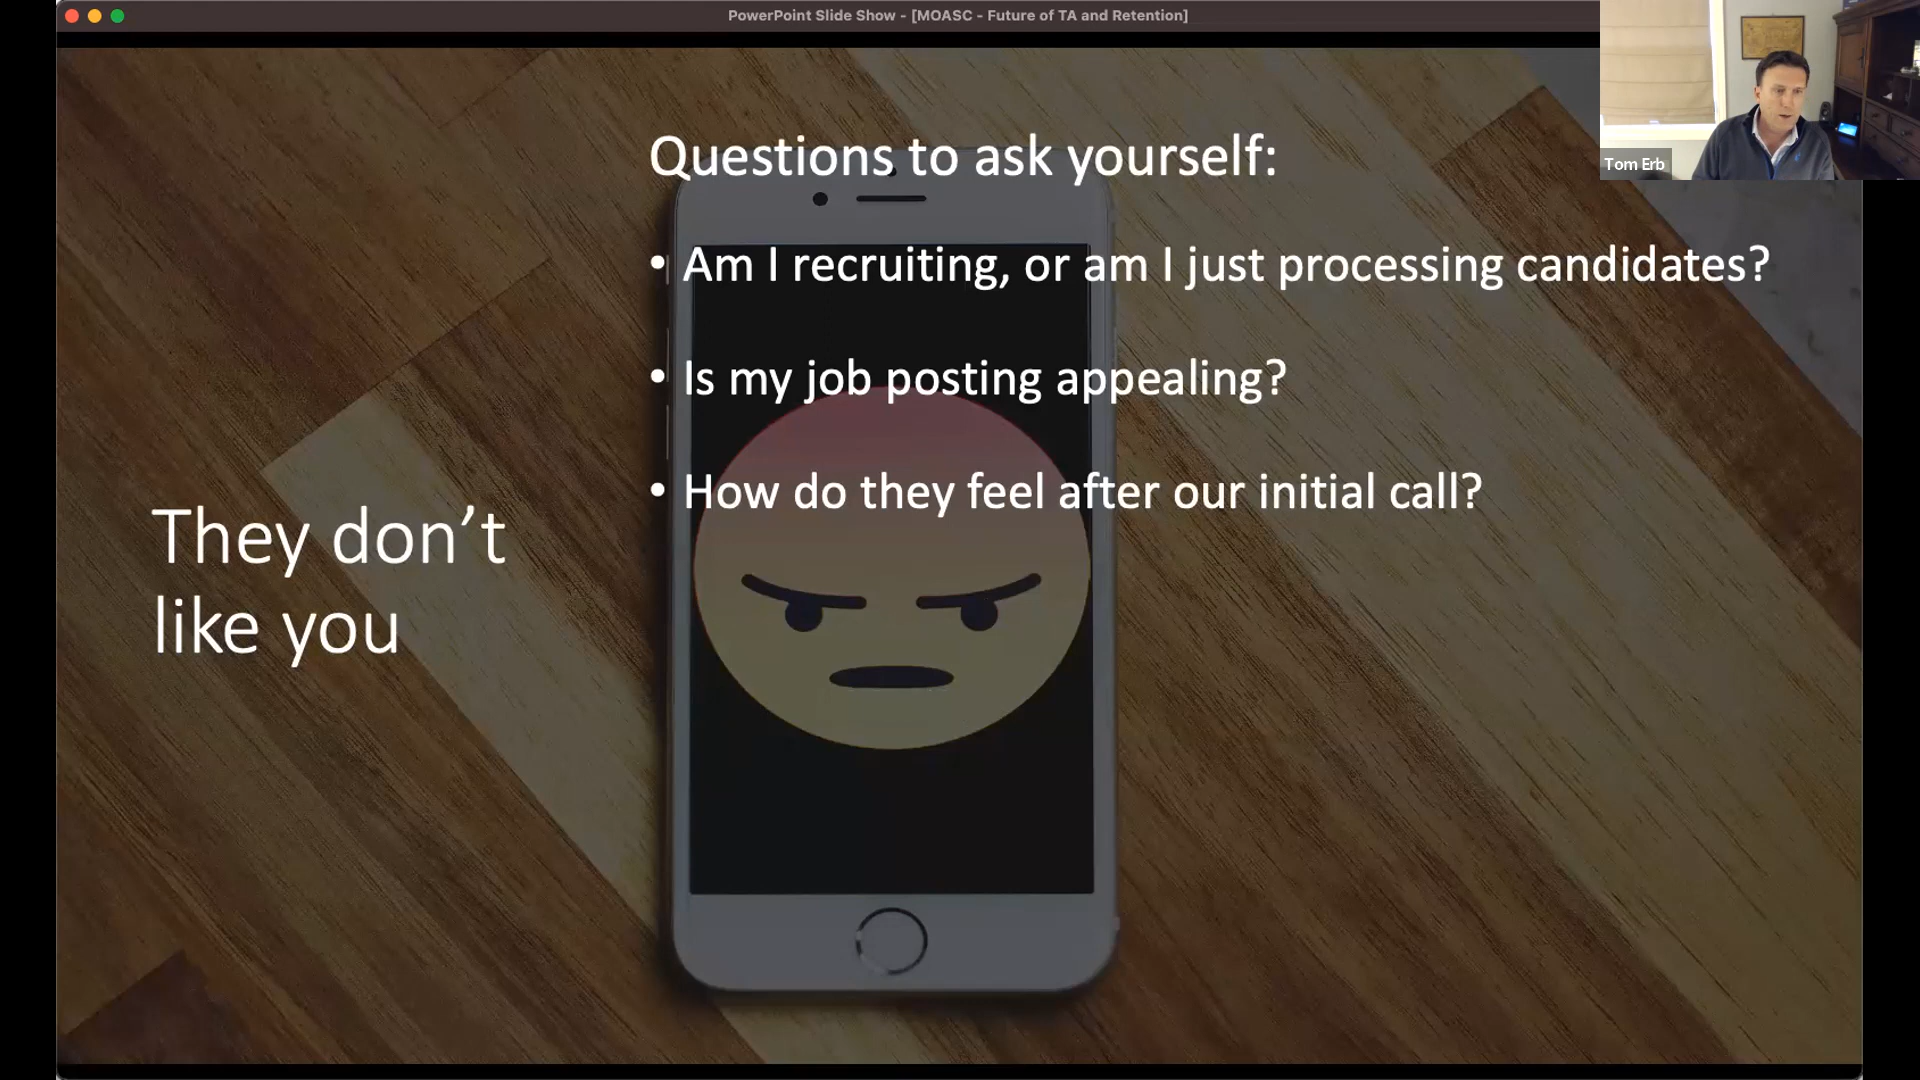 PowerPoint Slide Show - [MOASC - Future of TA and Retention]
Tom Erb
Questions to ask yourself:
• Am I recruiting, or am I just processing candidates?
• Is my job posting appealing?
• How do they feel after our initial call?
They don’t
like you